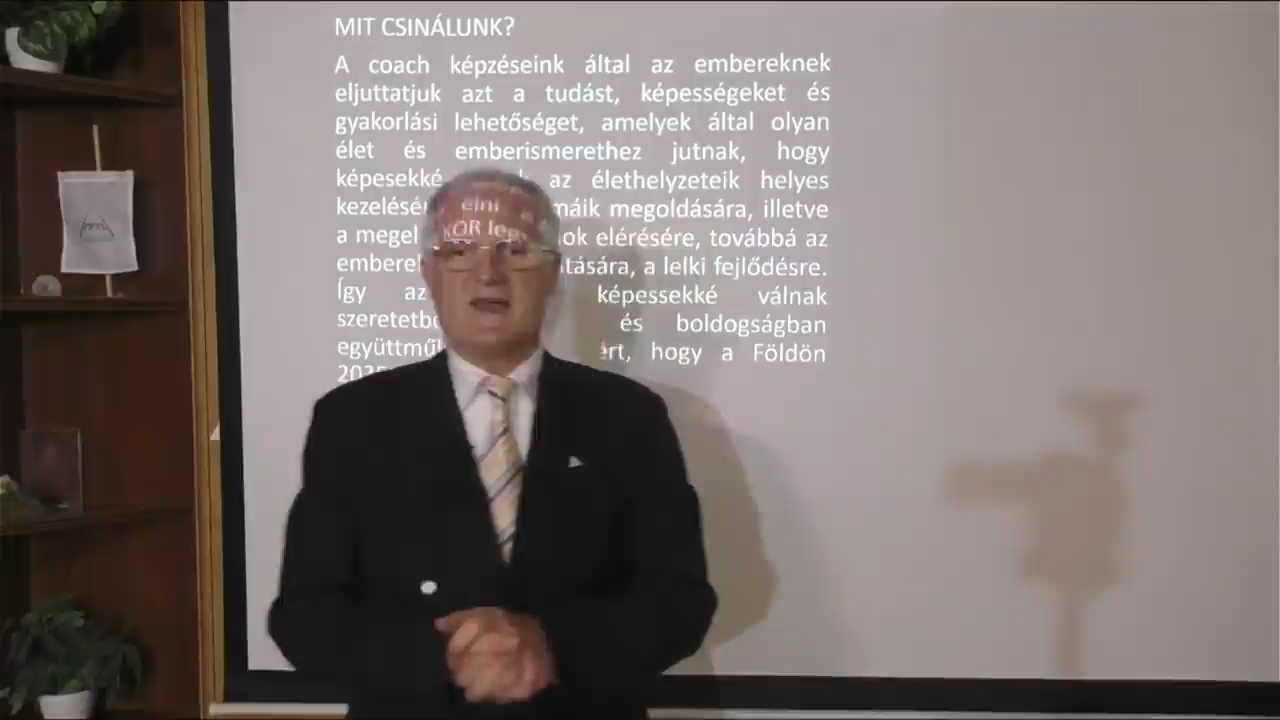 MIT CSINÁLUNK?
A coach képzéseink által az embereknek
eljuttatjuk azt a tudást, képességeket és
gyakorlási lehetőséget, amelyek által olyan
élet és emberismerethez jutnak, hogy
képesekké az élethelyzeteik helyes
megoldására, illetve
a elérésére, továbbá az
a lelki fejlődésre.
Így az képessekké válnak
és boldogságban
hogy a Földön